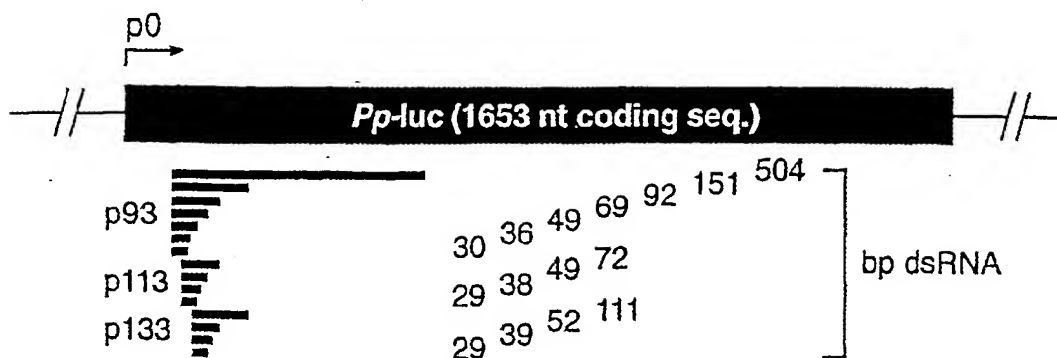 p0
Pp-luc (1653 nt coding seq.)
p93
30 36 49 69 92 151 504
p113
29 38 49 72
p133
29 39 52 111
bp dsRNA